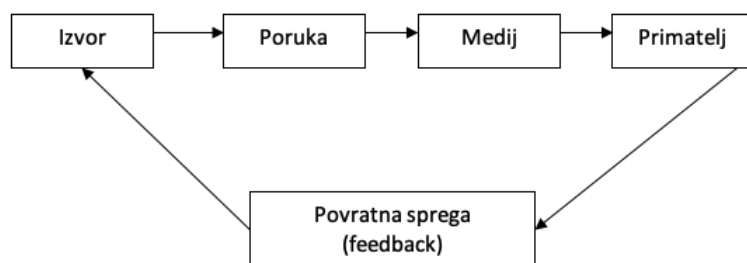 Izvor
Poruka
Medij
Primatelj
Povratna sprega
(feedback)